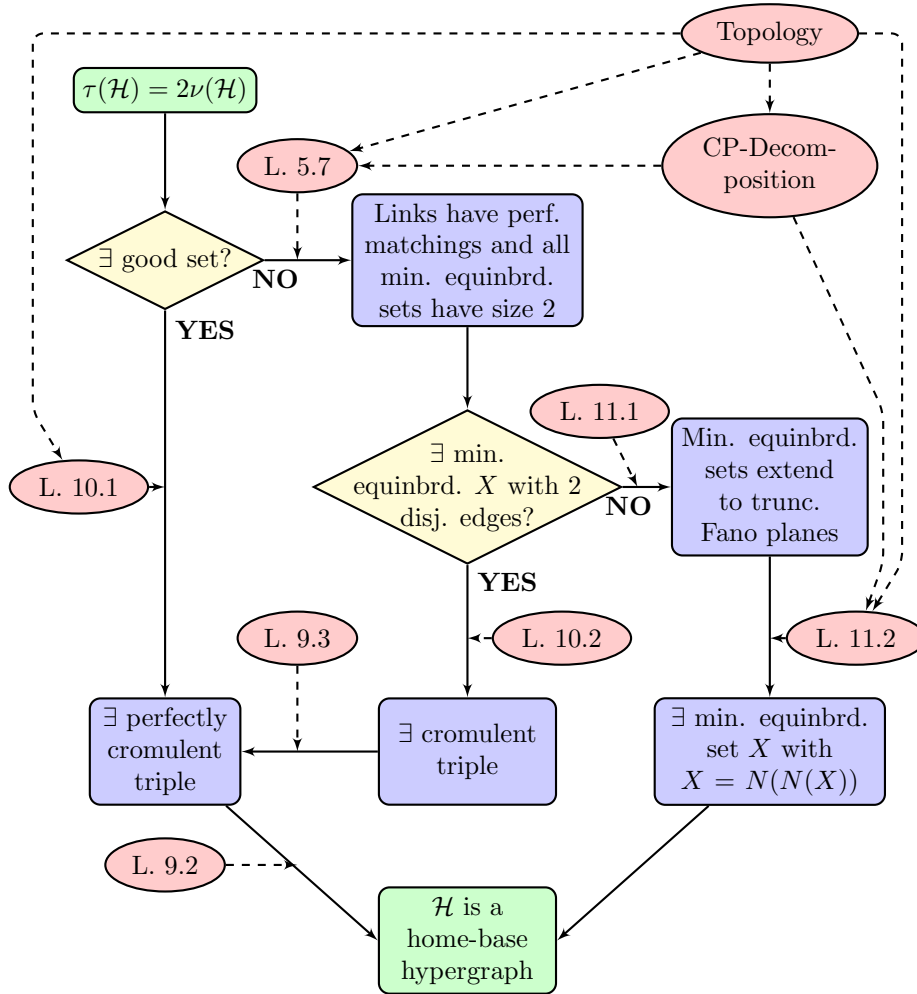 Topology
τ(ℋ) = 2ν(ℋ)
CP-Decom-
position
L. 5.7
Links have perf.
matchings and all
min. equinbrd.
sets have size 2
∃ good set?
NO
YES
L. 11.1
Min. equinbrd.
sets extend
to trunc.
Fano planes
∃ min.
equinbrd. X with 2
disj. edges?
NO
L. 10.1
YES
L. 9.3
L. 10.2
L. 11.2
∃ perfectly
cromulent
triple
∃ cromulent
triple
∃ min. equinbrd.
set X with
X = N(N(X))
L. 9.2
ℋ is a
home-base
hypergraph